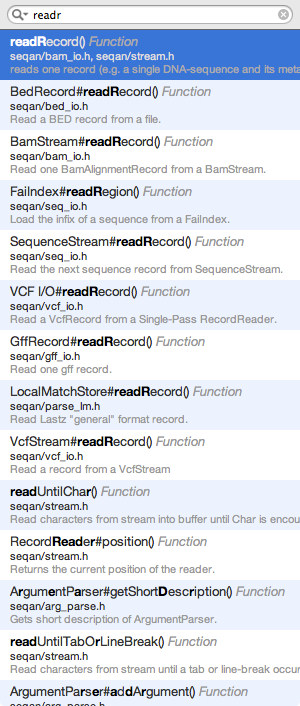 readr
readRecord() Function
seqan/bam_io.h, seqan/stream.h
reads one record (e.g. a single DNA-sequence and its meta
BedRecord#readRecord() Function
seqan/bed_io.h
Read a BED record from a file.
BamStream#readRecord() Function
seqan/bam_io.h
Read one BamAlignmentRecord from a BamStream.
FaiIndex#readRegion() Function
seqan/seq_io.h
Load the infix of a sequence from a FaiIndex.
SequenceStream#readRecord() Function
seqan/seq_io.h
Read the next sequence record from SequenceStream.
VCF I/O#readRecord() Function
seqan/vcf_io.h
Read a VcfRecord from a Single-Pass RecordReader.
GffRecord#readRecord() Function
seqan/gff_io.h
Read one gff record.
LocalMatchStore#readRecord() Function
seqan/parse_lm.h
Read Lastz "general" format record.
VcfStream#readRecord() Function
seqan/vcf_io.h
Read a record from a VcfStream
readUntilChar() Function
seqan/stream.h
Read characters from stream into buffer until Char is encou
RecordReader#position() Function
seqan/stream.h
Returns the current position of the reader.
ArgumentParser#getShortDescription() Function
seqan/arg_parse.h
Gets short description of ArgumentParser.
readUntilTabOrLineBreak() Function
seqan/stream.h
Read characters from stream until a tab or line-break occur
ArgumentParser#addArgument() Function
seqan/arg_parse.h